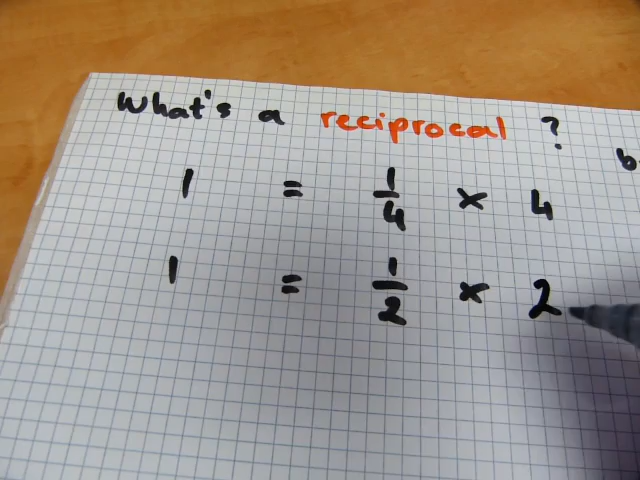 What's a reciprocal ?
1 = 1/4 × 4
1 = 1/2 × 2